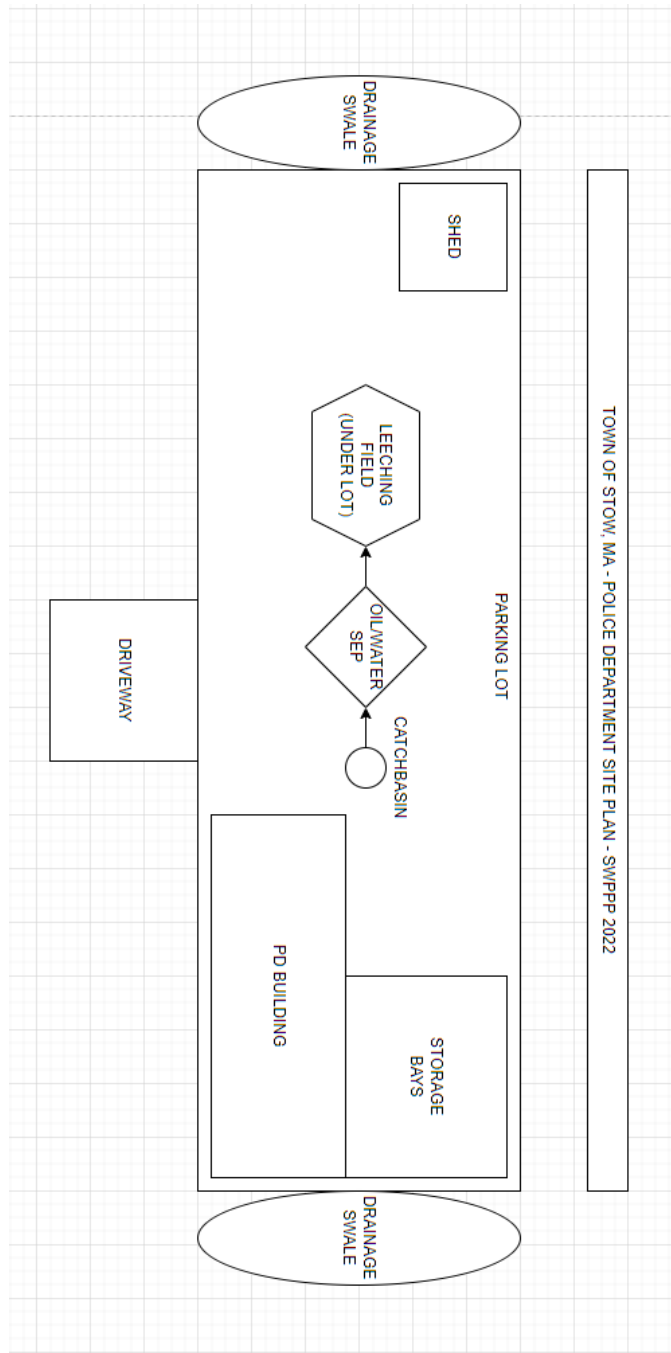 TOWN OF STOW, MA - POLICE DEPARTMENT SITE PLAN - SWPPP 2022
DRAINAGE
SWALE
SHED
PARKING LOT
LEECHING
FIELD
(UNDER LOT)
OIL/WATER
SEP
CATCHBASIN
STORAGE
BAYS
PD BUILDING
DRAINAGE
SWALE
DRIVEWAY